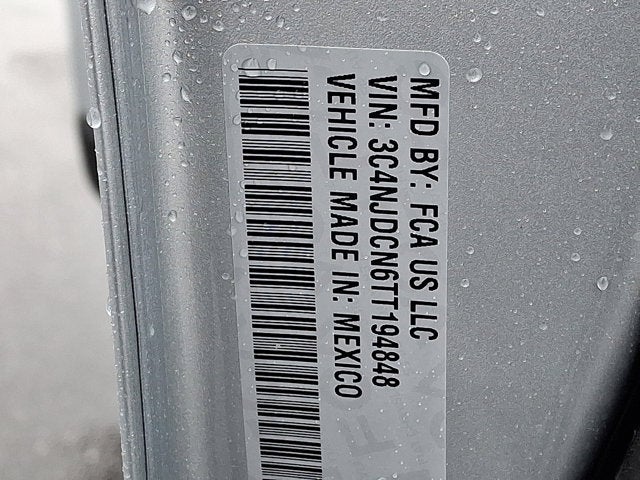 MFD BY: FCA US LLC
VIN: 3C4NJDCN6TT194848
VEHICLE MADE IN: MEXICO